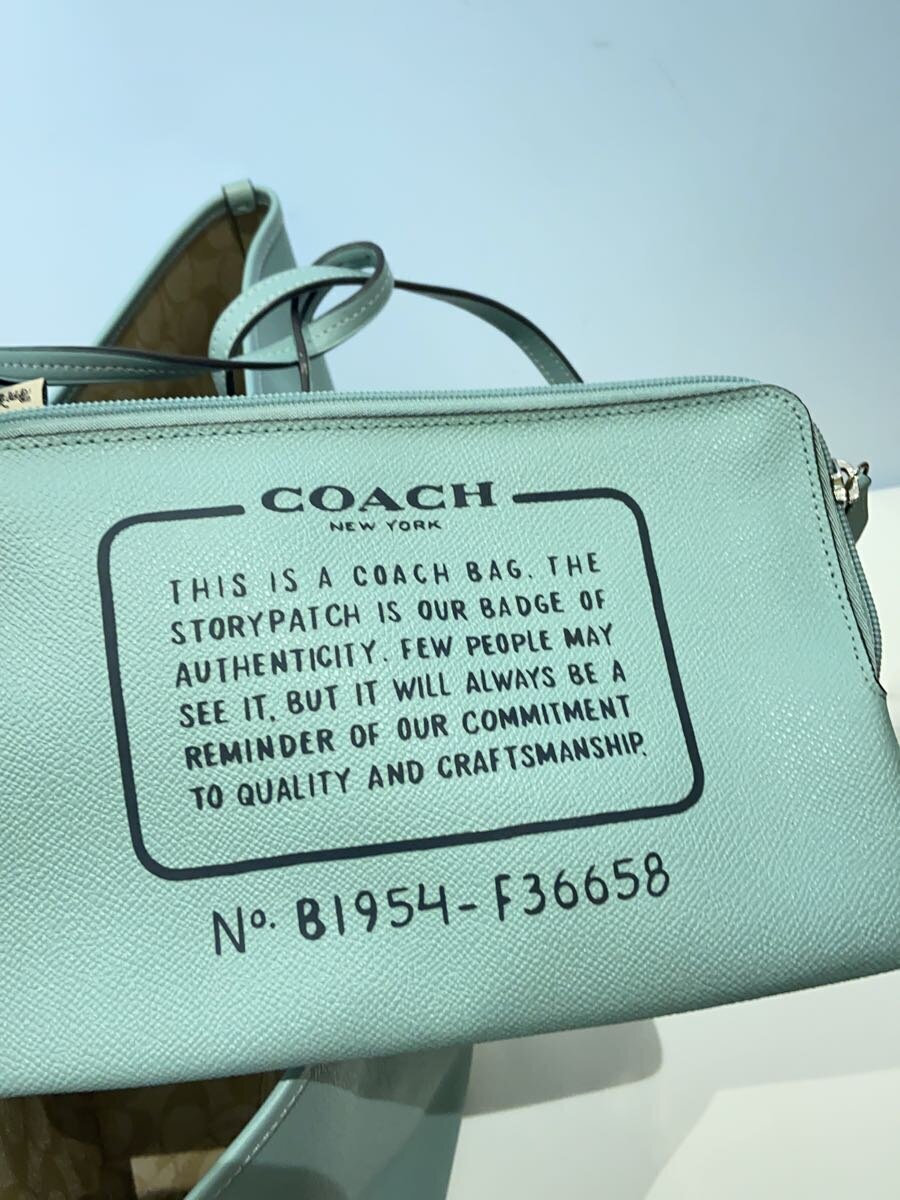 COACH
NEW YORK
THIS IS A COACH BAG. THE
STORYPATCH IS OUR BADGE OF
AUTHENTICITY. FEW PEOPLE MAY
SEE IT, BUT IT WILL ALWAYS BE A
REMINDER OF OUR COMMITMENT
TO QUALITY AND CRAFTSMANSHIP.
No. B1954-F36658